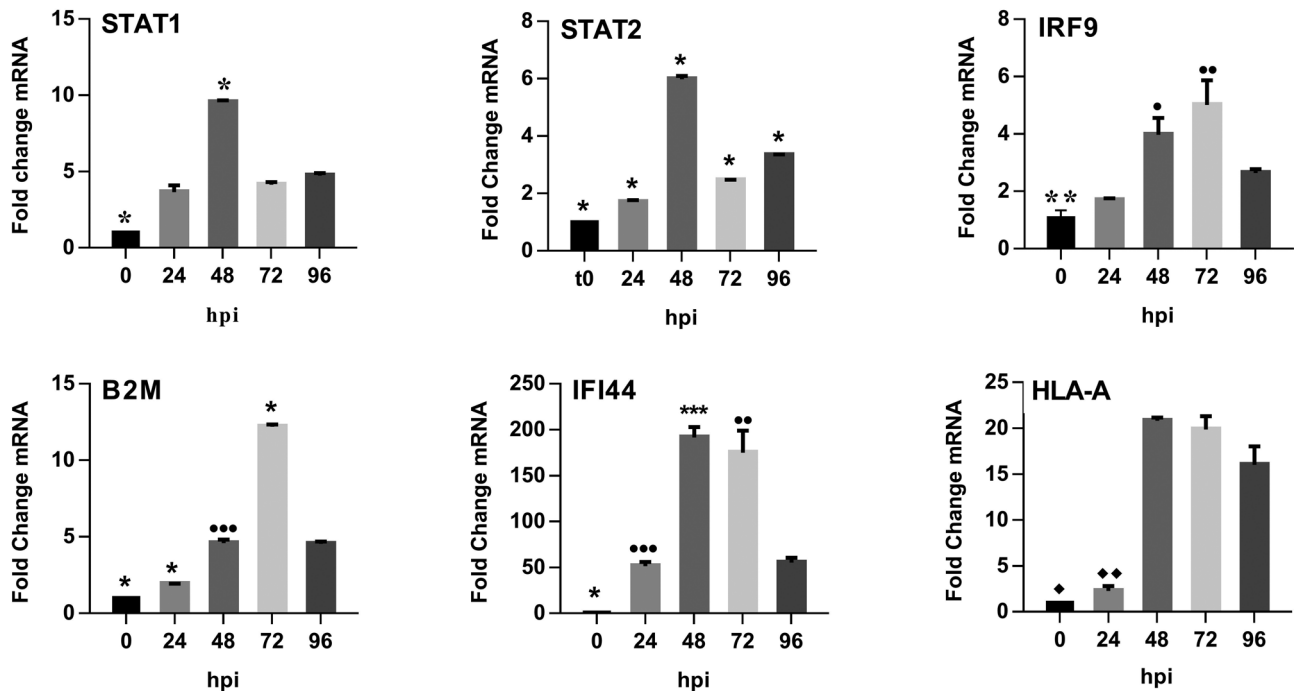 STAT1
Fold change mRNA
15
10
5
0
*
*
0 24 48 72 96
hpi
STAT2
Fold Change mRNA
8
6
4
2
0
*
*
*
*
*
t0 24 48 72 96
hpi
IRF9
Fold Change mRNA
8
6
4
2
0
**
•
••
0 24 48 72 96
hpi
B2M
Fold Change mRNA
15
10
5
0
*
*
•••
*
0 24 48 72 96
hpi
IFI44
Fold Change mRNA
250
200
150
100
50
0
*
•••
***
••
0 24 48 72 96
hpi
HLA-A
Fold Change mRNA
25
20
15
10
5
0
◆
◆◆
0 24 48 72 96
hpi